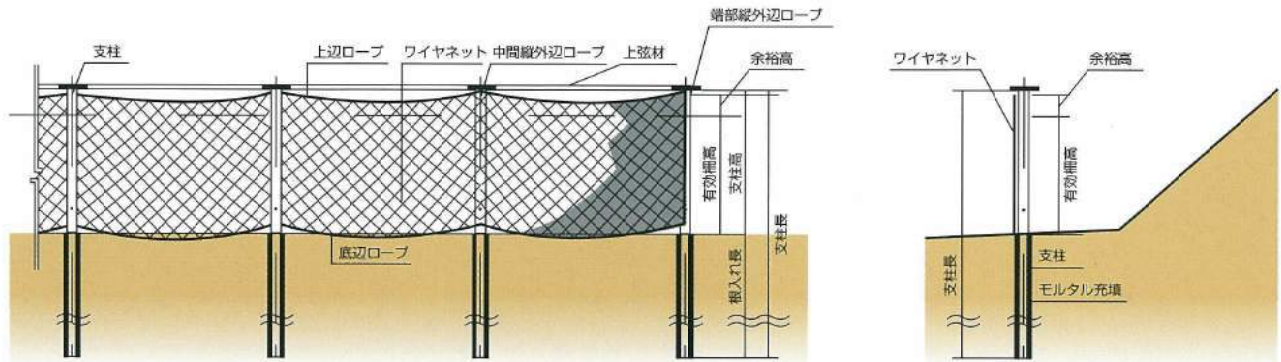 端部縦外辺ロープ
支柱
上辺ロープ
ワイヤネット
中間縦外辺ロープ
上弦材
余裕高
有効柵高
支柱高
支柱長
根入れ長
底辺ロープ
ワイヤネット
余裕高
有効柵高
支柱長
支柱
モルタル充填